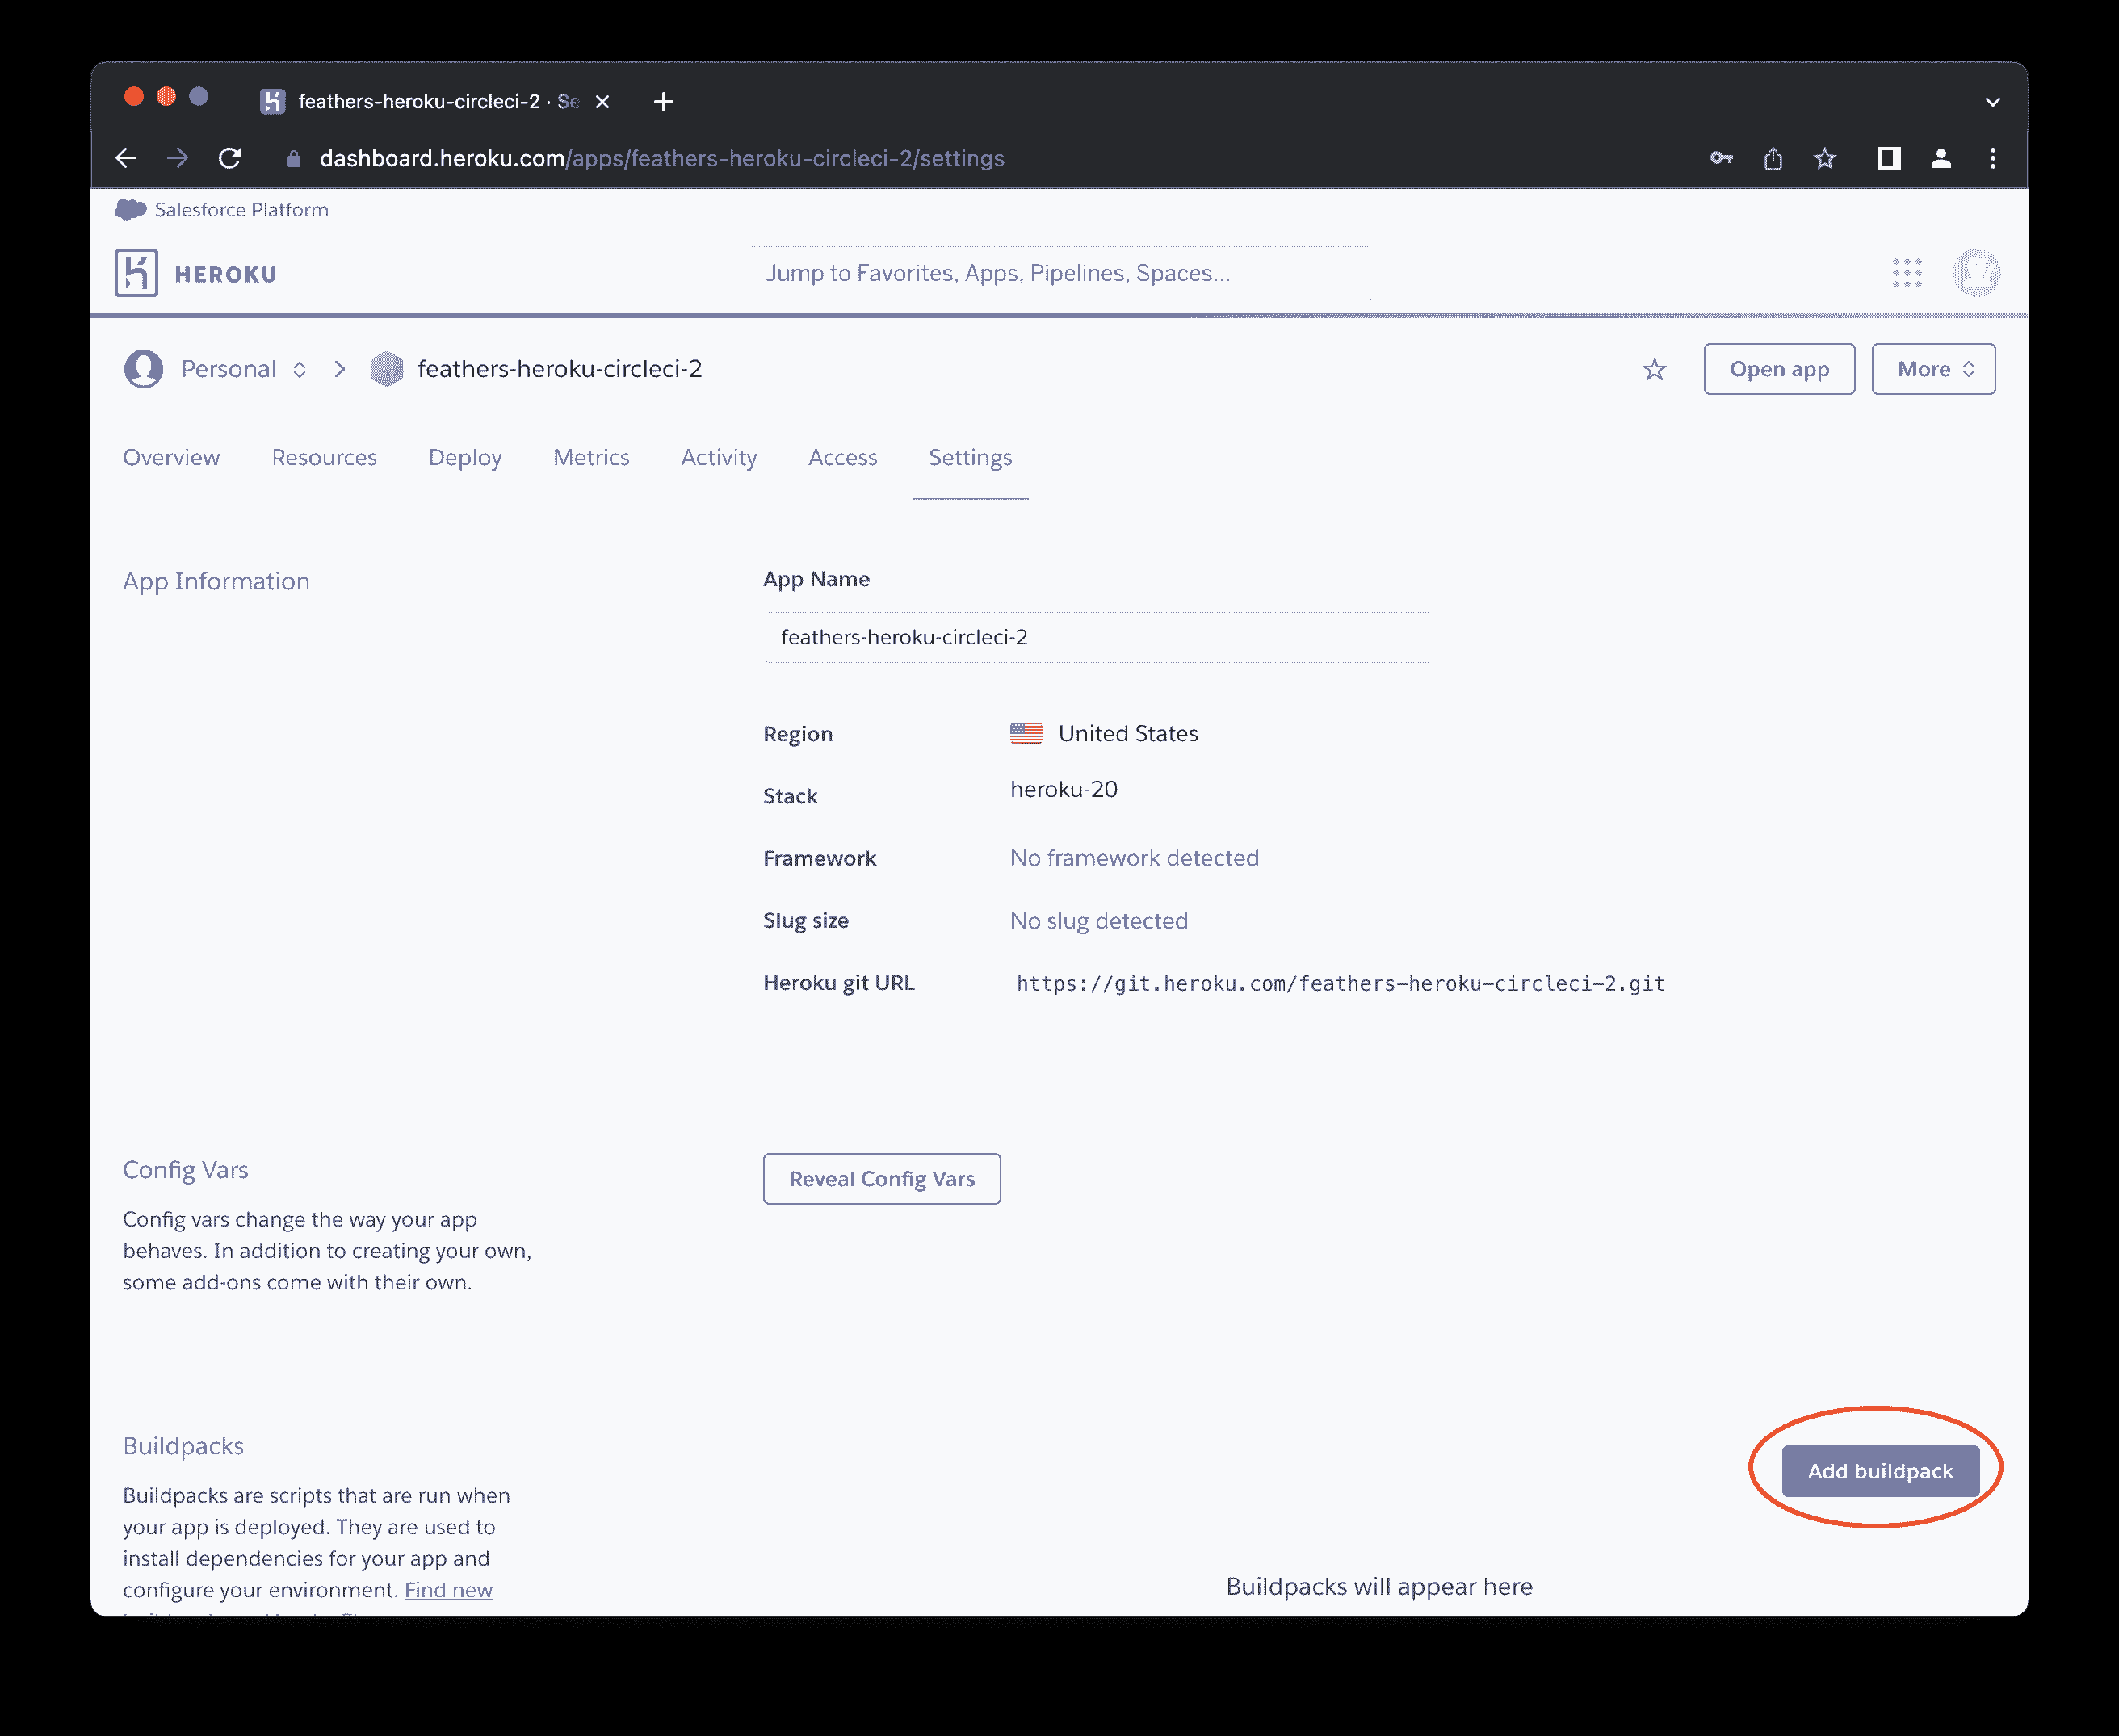 feathers-heroku-circleci-2 · Se
dashboard.heroku.com/apps/feathers-heroku-circleci-2/settings
Salesforce Platform
HEROKU
Jump to Favorites, Apps, Pipelines, Spaces...
Personal
feathers-heroku-circleci-2
Open app
More
Overview
Resources
Deploy
Metrics
Activity
Access
Settings
App Information
App Name
feathers-heroku-circleci-2
Region
United States
Stack
heroku-20
Framework
No framework detected
Slug size
No slug detected
Heroku git URL
https://git.heroku.com/feathers-heroku-circleci-2.git
Config Vars
Config vars change the way your app
behaves. In addition to creating your own,
some add-ons come with their own.
Reveal Config Vars
Buildpacks
Buildpacks are scripts that are run when
your app is deployed. They are used to
install dependencies for your app and
configure your environment. Find new
Add buildpack
Buildpacks will appear here